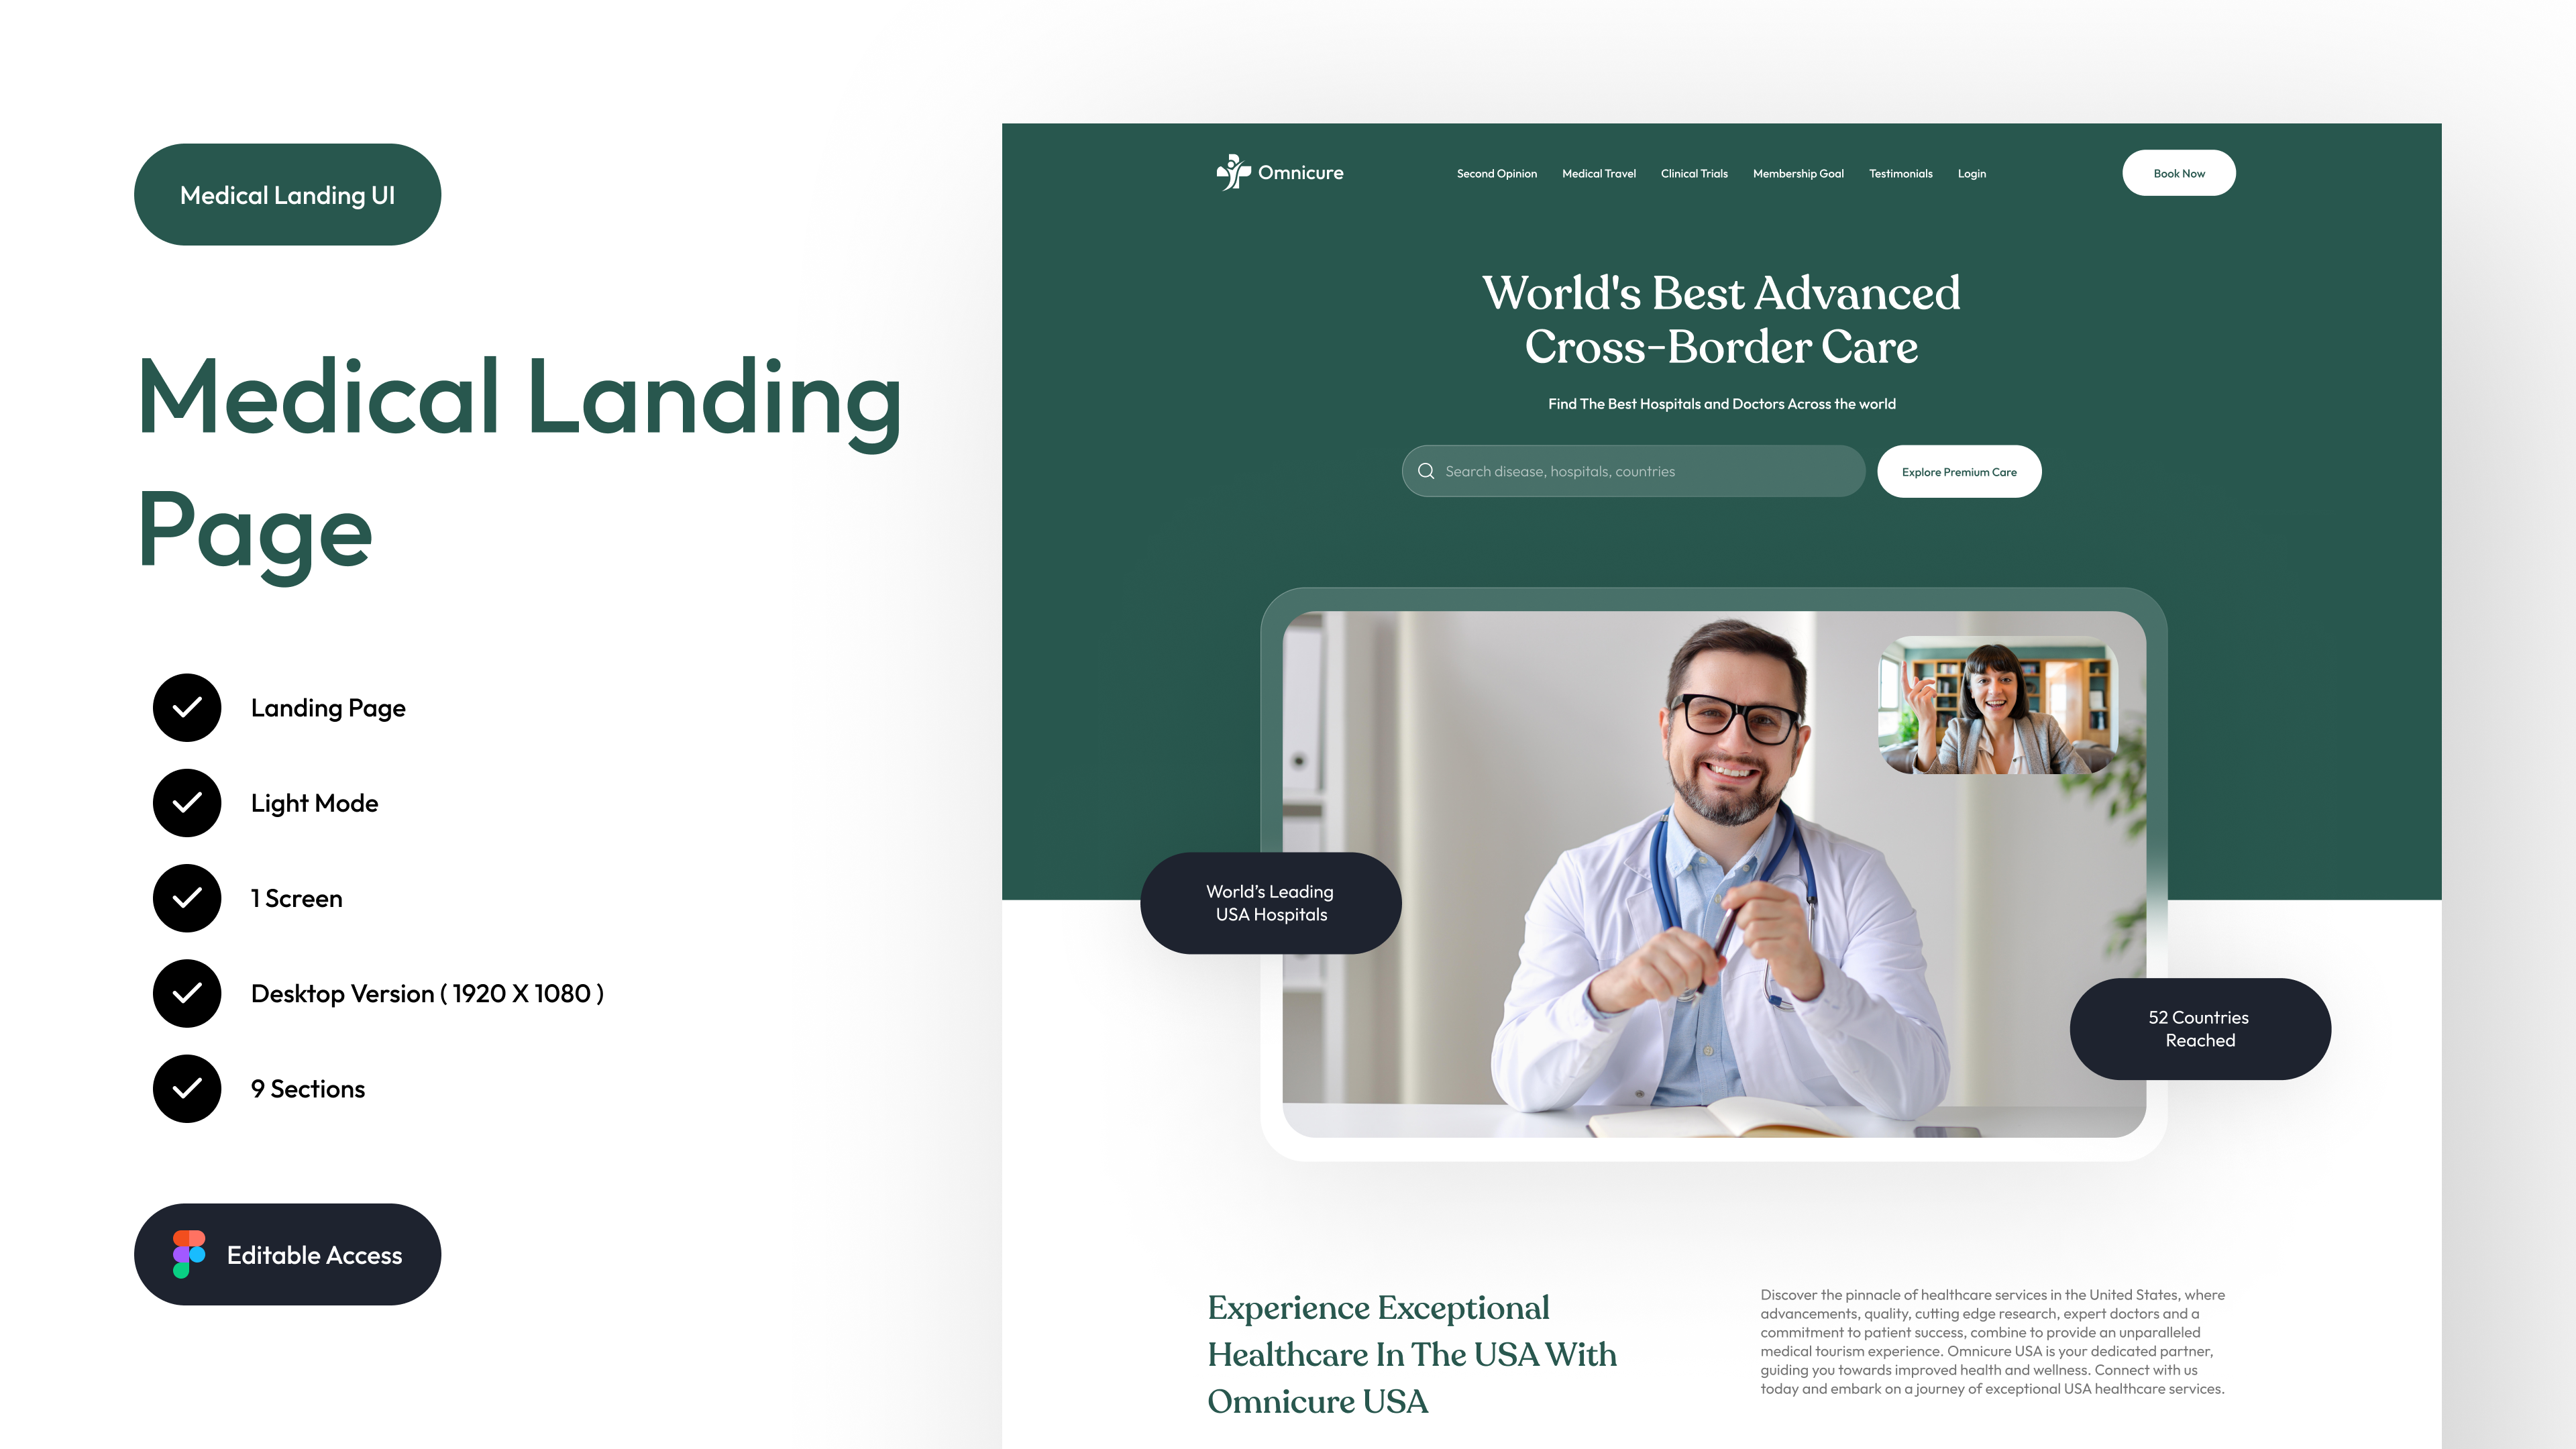 Medical Landing UI
Medical Landing
Page
Landing Page
Light Mode
1 Screen
Desktop Version ( 1920 X 1080 )
9 Sections
Editable Access
Omnicure
Second Opinion
Medical Travel
Clinical Trials
Membership Goal
Testimonials
Login
Book Now
World's Best Advanced
Cross-Border Care
Find The Best Hospitals and Doctors Across the world
Search disease, hospitals, countries
Explore Premium Care
World’s Leading
USA Hospitals
52 Countries
Reached
Experience Exceptional
Healthcare In The USA With
Omnicure USA
Discover the pinnacle of healthcare services in the United States, where
advancements, quality, cutting edge research, expert doctors and a
commitment to patient success, combine to provide an unparalleled
medical tourism experience. Omnicure USA is your dedicated partner,
guiding you towards improved health and wellness. Connect with us
today and embark on a journey of exceptional USA healthcare services.